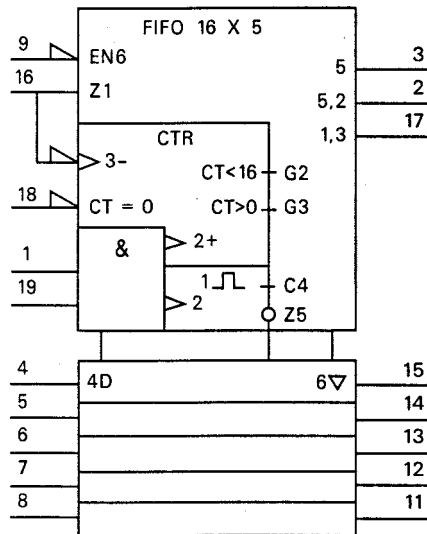 FIFO 16 X 5
9
EN6
5
3
16
Z1
5,2
2
1,3
17
CTR
3-
CT<16
G2
18
CT = 0
CT>0
G3
&
2+
1
1
C4
19
2
Z5
4
4D
6▽
15
5
14
6
13
7
12
8
11